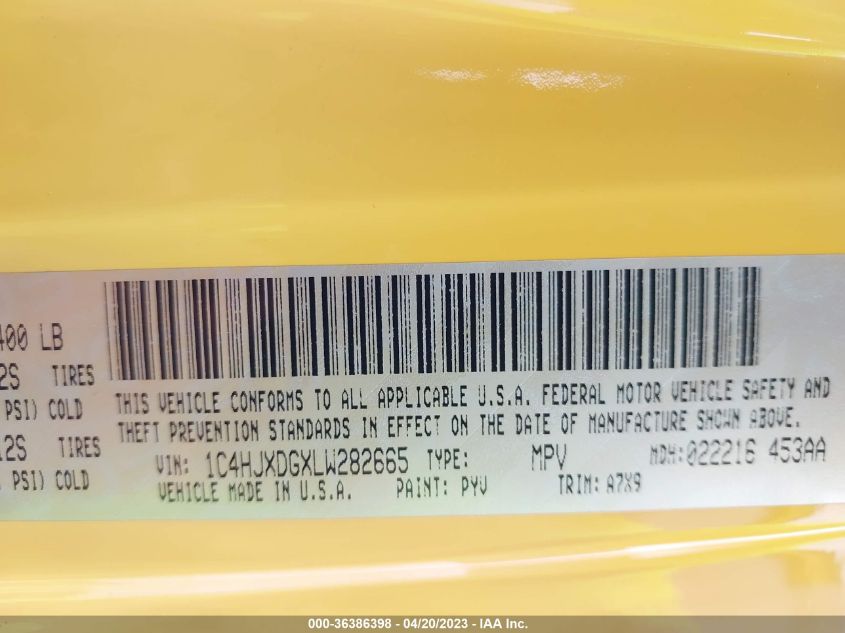 400 LB
2S TIRES
PSI) COLD
12S TIRES
PSI) COLD
THIS VEHICLE CONFORMS TO ALL APPLICABLE U.S.A. FEDERAL MOTOR VEHICLE SAFETY AND
THEFT PREVENTION STANDARDS IN EFFECT ON THE DATE OF MANUFACTURE SHOWN ABOVE.
VIN: 1C4HJXDGXLW282665 TYPE: MPV MDH:022216 453AA
VEHICLE MADE IN U.S.A. PAINT: PYV TRIM: A7X9
000-36386398 - 04/20/2023 - IAA Inc.